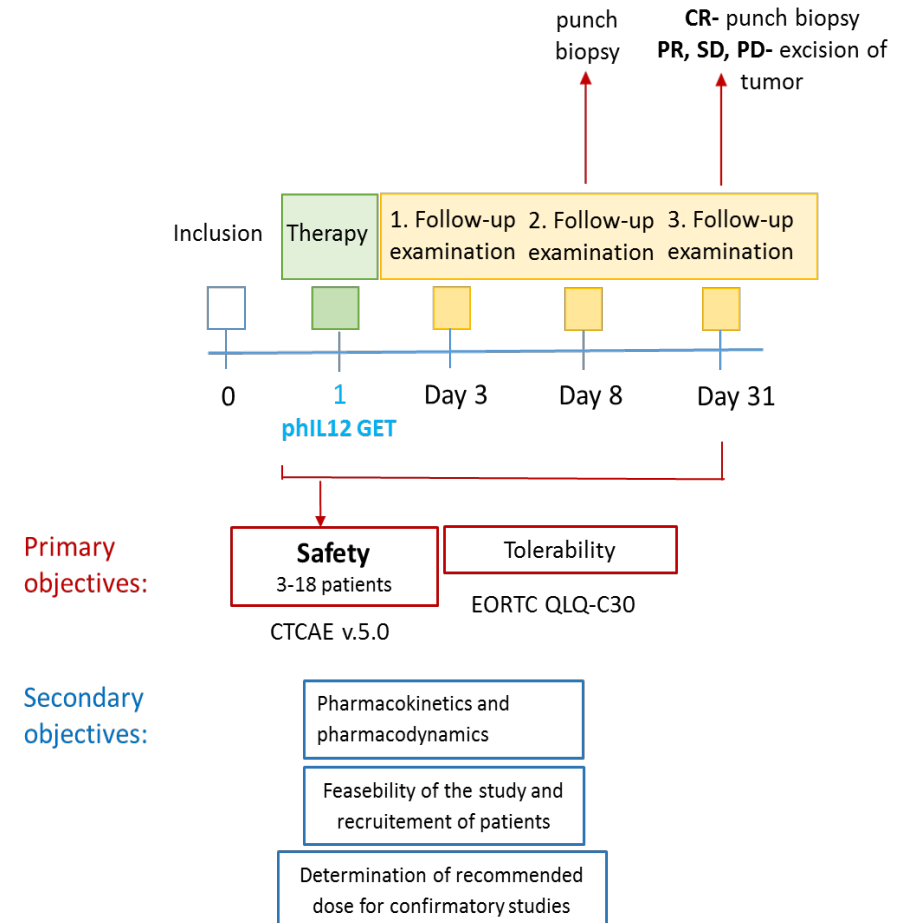 punch
biopsy
CR- punch biopsy
PR, SD, PD- excision of
tumor
Inclusion
Therapy
1. Follow-up
examination
2. Follow-up
examination
3. Follow-up
examination
0
1
Day 3
Day 8
Day 31
phIL12 GET
Primary
objectives:
Safety
3-18 patients
CTCAE v.5.0
Tolerability
EORTC QLQ-C30
Secondary
objectives:
Pharmacokinetics and
pharmacodynamics
Feasebility of the study and
recruitement of patients
Determination of recommended
dose for confirmatory studies